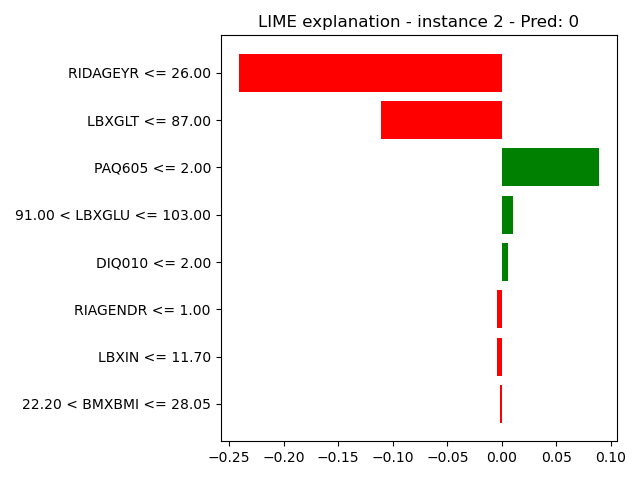 LIME explanation - instance 2 - Pred: 0
RIDAGEYR <= 26.00
LBXGLT <= 87.00
PAQ605 <= 2.00
91.00 < LBXGLU <= 103.00
DIQ010 <= 2.00
RIAGENDR <= 1.00
LBXIN <= 11.70
22.20 < BMXBMI <= 28.05
−0.25 −0.20 −0.15 −0.10 −0.05 0.00 0.05 0.10